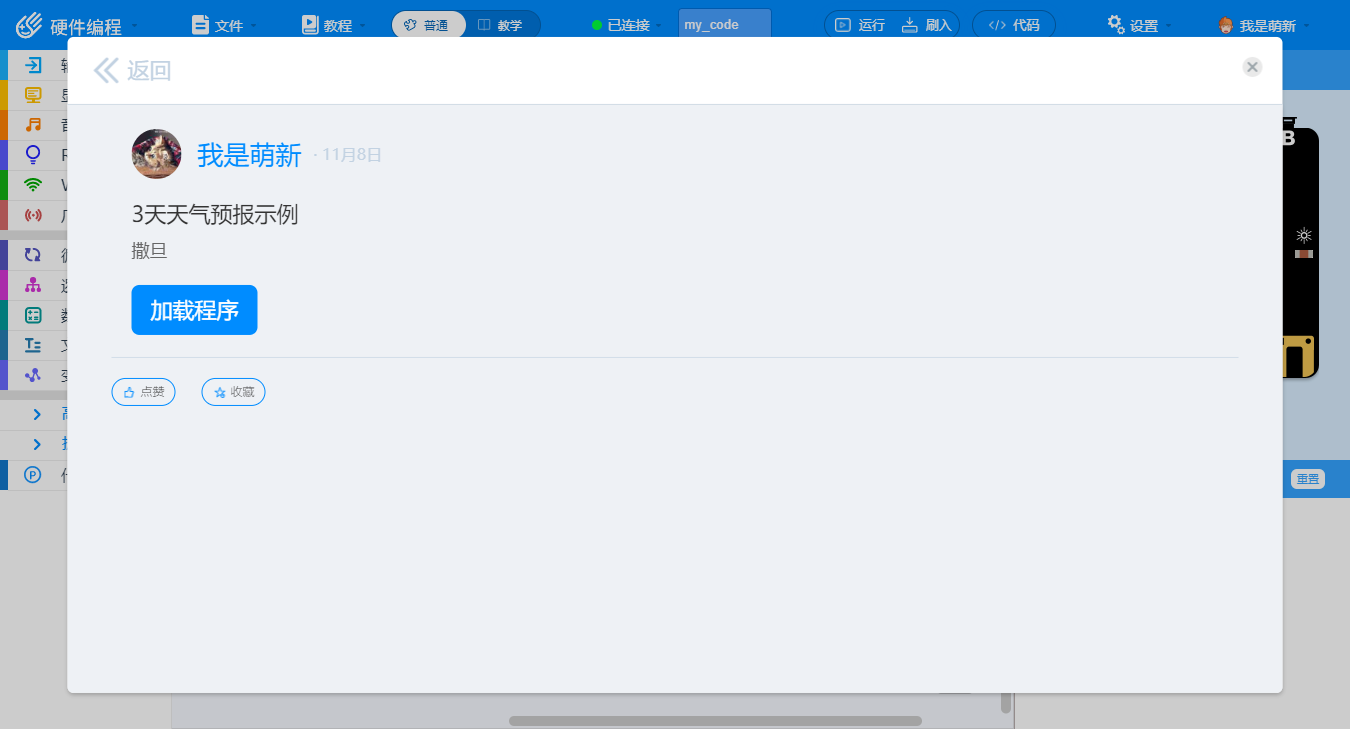 硬件编程 文件 教程 普通 教学 已连接 my_code 运行 刷入 代码 设置 我是萌新
返回
我是萌新 · 11月8日
3天天气预报示例
撒旦
加载程序
点赞 收藏
B
P
重置